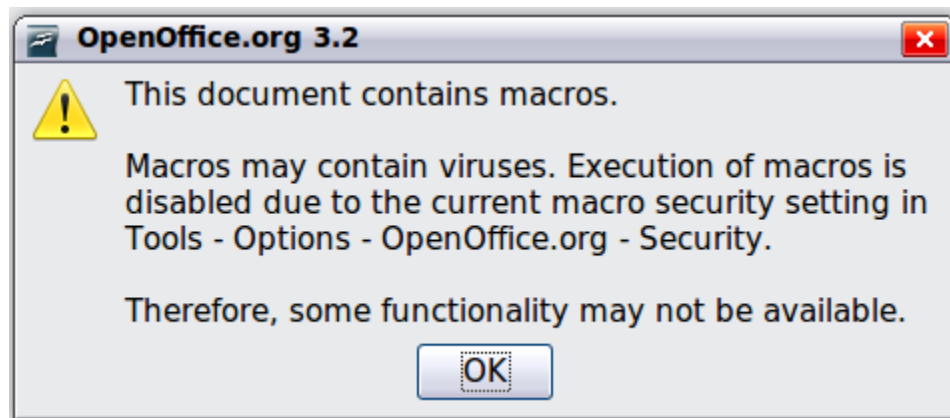 OpenOffice.org 3.2
This document contains macros.
Macros may contain viruses. Execution of macros is
disabled due to the current macro security setting in
Tools - Options - OpenOffice.org - Security.
Therefore, some functionality may not be available.
OK